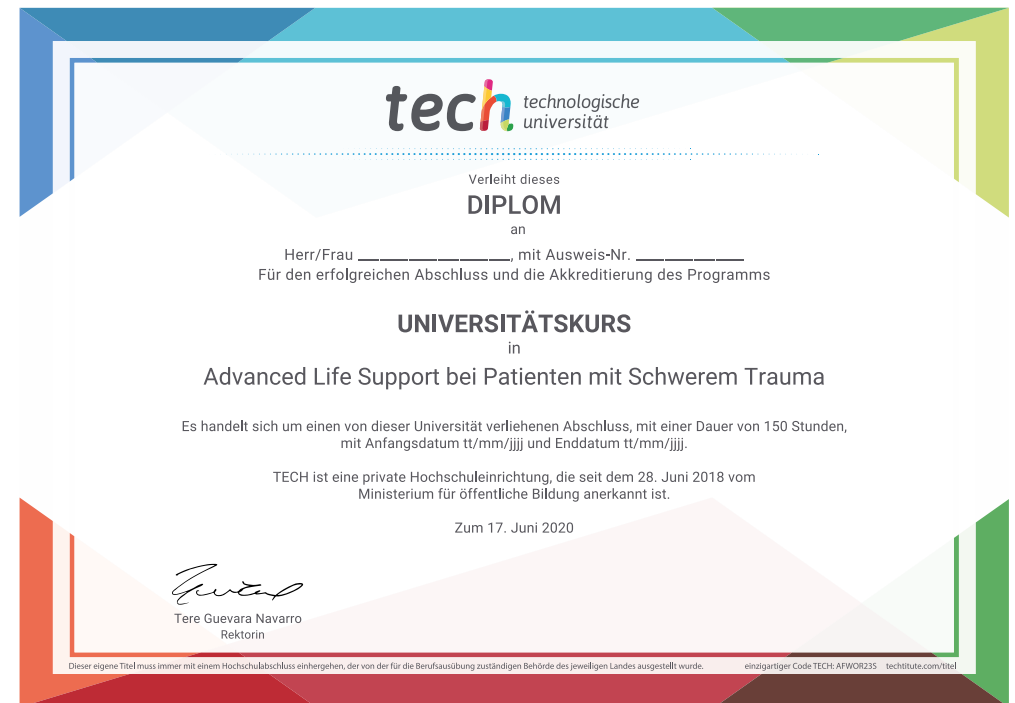 tech technologische
universität
Verleiht dieses
DIPLOM
an
Herr/Frau ______________, mit Ausweis-Nr. __________
Für den erfolgreichen Abschluss und die Akkreditierung des Programms
UNIVERSITÄTSKURS
in
Advanced Life Support bei Patienten mit Schwerem Trauma
Es handelt sich um einen von dieser Universität verliehenen Abschluss, mit einer Dauer von 150 Stunden,
mit Anfangsdatum tt/mm/jjjj und Enddatum tt/mm/jjjj.
TECH ist eine private Hochschuleinrichtung, die seit dem 28. Juni 2018 vom
Ministerium für öffentliche Bildung anerkannt ist.
Zum 17. Juni 2020
Tere Guevara Navarro
Rektorin
Dieser eigene Titel muss immer mit einem Hochschulabschluss einhergehen, der von der für die Berufsausübung zuständigen Behörde des jeweiligen Landes ausgestellt wurde. einzigartiger Code TECH: AFWOR23S techtitute.com/titel